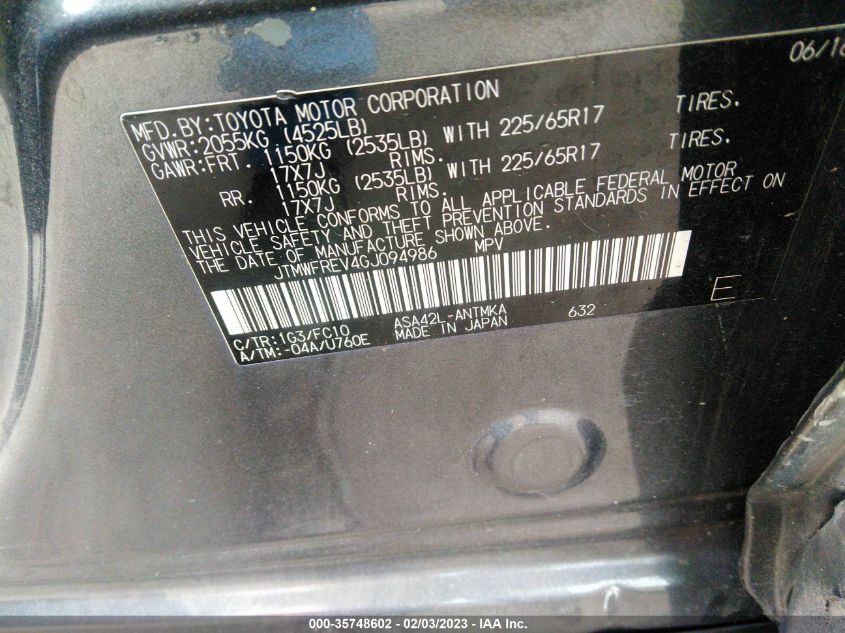 06/16
MFD. BY: TOYOTA MOTOR CORPORATION
GVWR: 2055KG (4525LB)
GAWR: FRT. 1150KG (2535LB) WITH 225/65R17 TIRES.
17X7J RIMS.
RR. 1150KG (2535LB) WITH 225/65R17 TIRES.
17X7J RIMS.
THIS VEHICLE CONFORMS TO ALL APPLICABLE FEDERAL MOTOR
VEHICLE SAFETY AND THEFT PREVENTION STANDARDS IN EFFECT ON
THE DATE OF MANUFACTURE SHOWN ABOVE.
JTMWFREV4GJ094986 MPV
E
C/TR: 1G3/FC10 ASA42L-ANTMKA 632
A/TM: -04A/U760E MADE IN JAPAN
000-35748602 - 02/03/2023 - IAA Inc.